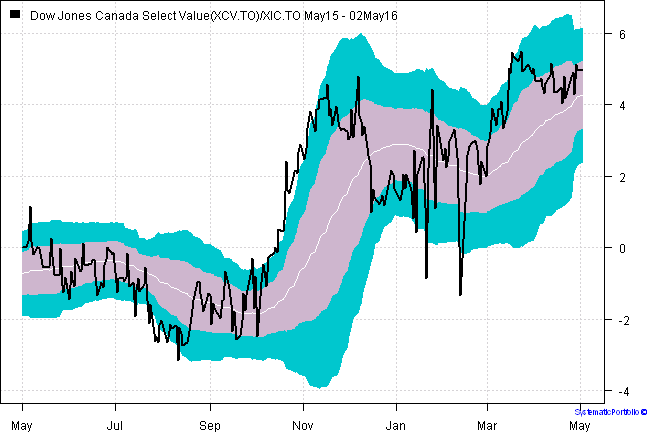 Dow Jones Canada Select Value(XCV.TO)/XIC.TO May15 - 02May16
6
4
2
0
-2
-4
May Jul Sep Nov Jan Mar May
SystematicPortfolio ©